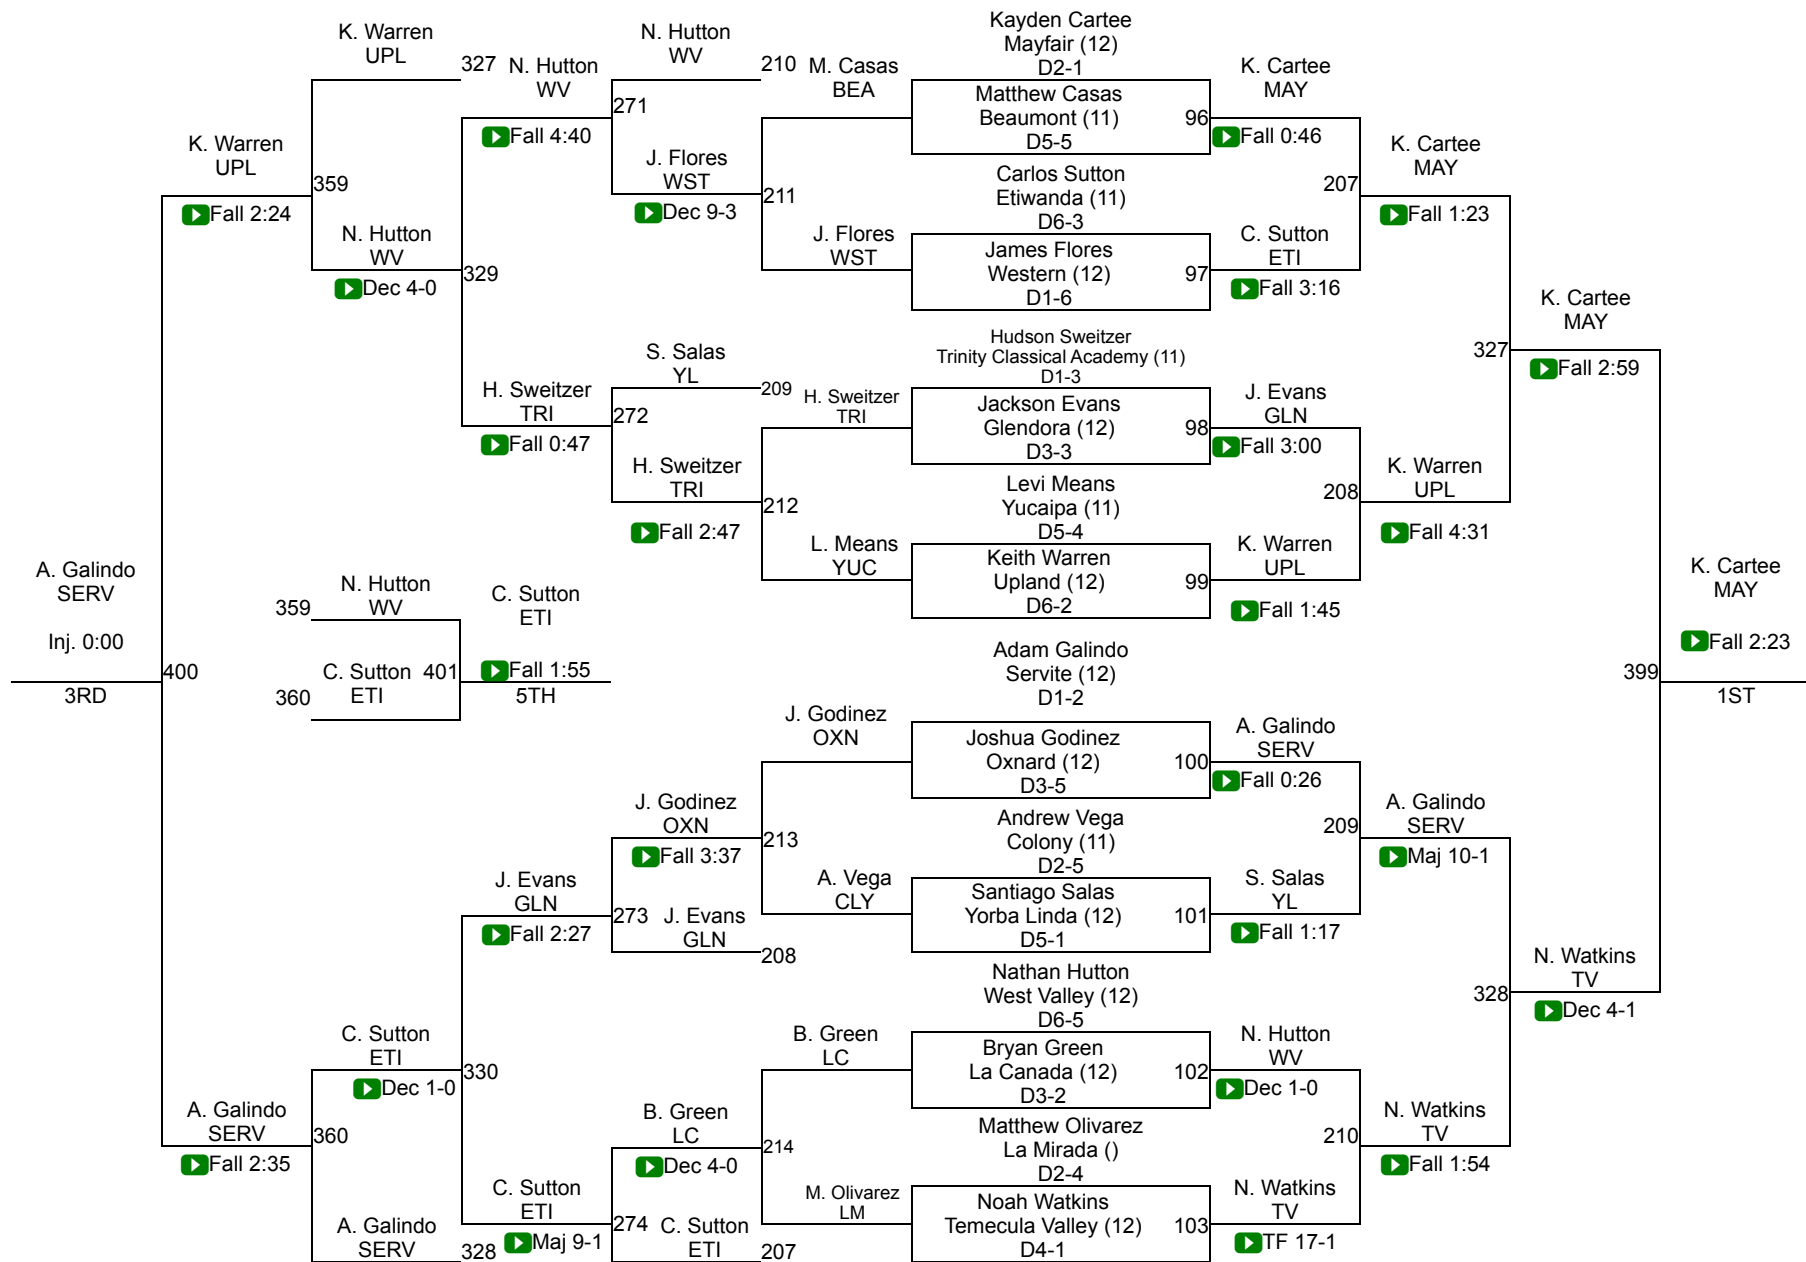 Kayden Cartee
Mayfair (12)
D2-1
K. Warren
UPL
N. Hutton
WV
327
N. Hutton
WV
210
M. Casas
BEA
K. Cartee
MAY
Matthew Casas
Beaumont (11)
D5-5
96
271
Fall 4:40
Fall 0:46
K. Warren
UPL
J. Flores
WST
K. Cartee
MAY
359
211
Carlos Sutton
Etiwanda (11)
D6-3
207
Fall 2:24
Dec 9-3
Fall 1:23
N. Hutton
WV
J. Flores
WST
James Flores
Western (12)
D1-6
97
C. Sutton
ETI
329
Dec 4-0
Fall 3:16
K. Cartee
MAY
Hudson Sweitzer
Trinity Classical Academy (11)
D1-3
327
Fall 2:59
S. Salas
YL
209
H. Sweitzer
TRI
H. Sweitzer
TRI
Jackson Evans
Glendora (12)
D3-3
98
J. Evans
GLN
272
Fall 0:47
Fall 3:00
H. Sweitzer
TRI
K. Warren
UPL
212
Levi Means
Yucaipa (11)
D5-4
208
Fall 2:47
Fall 4:31
L. Means
YUC
Keith Warren
Upland (12)
D6-2
99
K. Warren
UPL
Fall 1:45
A. Galindo
SERV
Inj. 0:00
3RD
400
359
N. Hutton
WV
C. Sutton
ETI
360
C. Sutton
ETI
401
Fall 1:55
5TH
K. Cartee
MAY
Fall 2:23
399
1ST
Adam Galindo
Servite (12)
D1-2
J. Godinez
OXN
Joshua Godinez
Oxnard (12)
D3-5
100
A. Galindo
SERV
Fall 0:26
J. Godinez
OXN
213
Fall 3:37
Andrew Vega
Colony (11)
D2-5
209
A. Galindo
SERV
Maj 10-1
J. Evans
GLN
A. Vega
CLY
Santiago Salas
Yorba Linda (12)
D5-1
101
S. Salas
YL
273
J. Evans
GLN
208
Fall 2:27
Fall 1:17
Nathan Hutton
West Valley (12)
D6-5
328
N. Watkins
TV
Dec 4-1
C. Sutton
ETI
330
Dec 1-0
B. Green
LC
Bryan Green
La Canada (12)
D3-2
102
N. Hutton
WV
Dec 1-0
A. Galindo
SERV
360
Fall 2:35
B. Green
LC
214
Dec 4-0
Matthew Olivarez
La Mirada ()
D2-4
210
N. Watkins
TV
Fall 1:54
C. Sutton
ETI
M. Olivarez
LM
Noah Watkins
Temecula Valley (12)
D4-1
103
N. Watkins
TV
TF 17-1
A. Galindo
SERV
328
Maj 9-1
274
C. Sutton
ETI
207